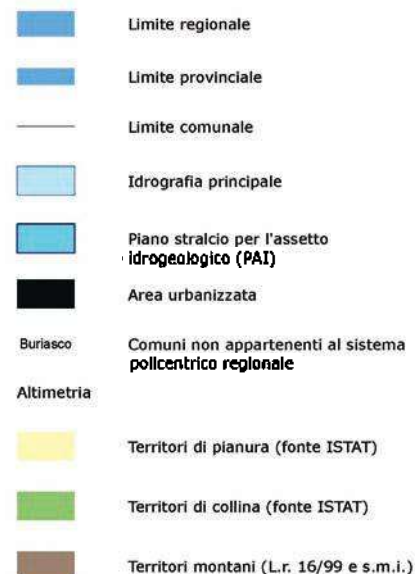 Limite regionale
Limite provinciale
Limite comunale
Idrografia principale
Piano stralcio per l'assetto
idrogeologico (PAI)
Area urbanizzata
Buriasco
Comuni non appartenenti al sistema
policentrico regionale
Altimetria
Territori di pianura (fonte ISTAT)
Territori di collina (fonte ISTAT)
Territori montani (L.r. 16/99 e s.m.i.)